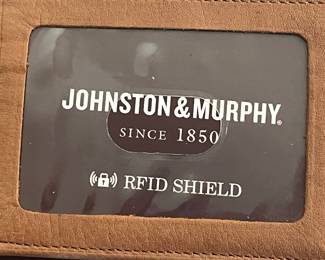 JOHNSTON & MURPHY®
SINCE 1850
RFID SHIELD